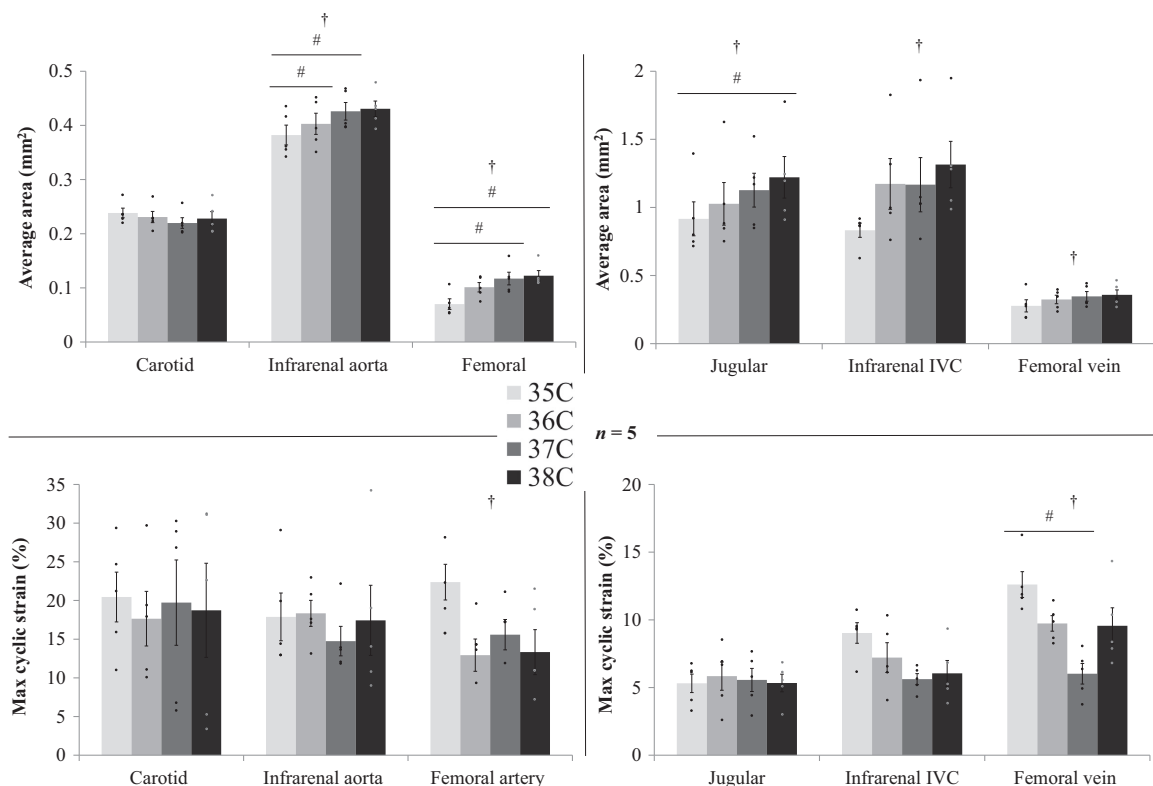 †
#
#
0.5
0.4
0.3
0.2
0.1
0
Average area (mm²)
†
#
#
Carotid
Infrarenal aorta
Femoral
†
#
†
†
2
1.5
1
0.5
0
Average area (mm²)
Jugular
Infrarenal IVC
Femoral vein
35C
36C
37C
38C
n = 5
35
30
25
20
15
10
5
0
Max cyclic strain (%)
†
Carotid
Infrarenal aorta
Femoral artery
20
15
10
5
0
Max cyclic strain (%)
†
#
Jugular
Infrarenal IVC
Femoral vein